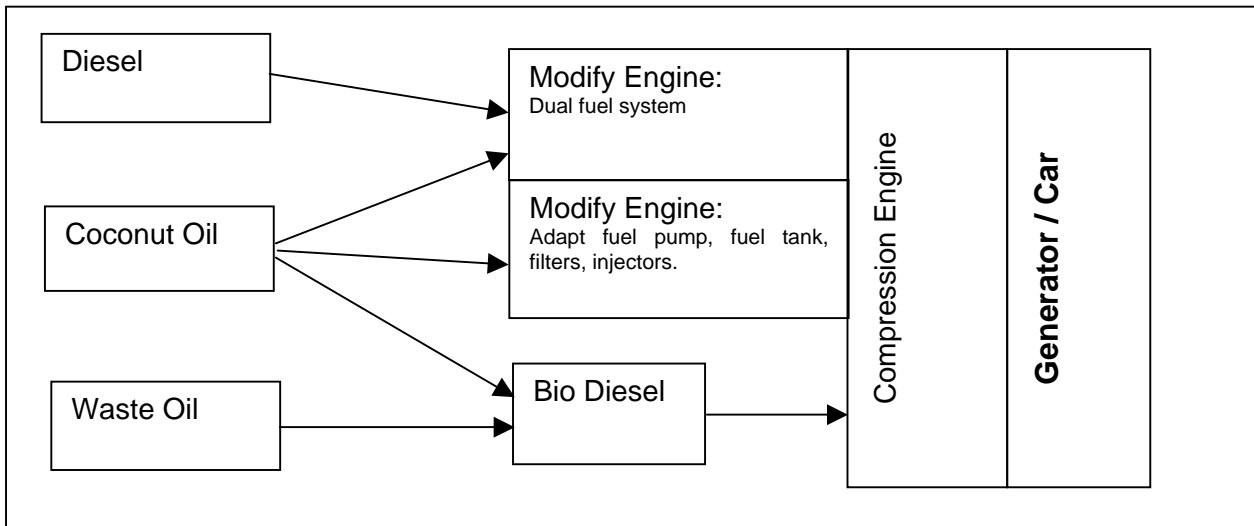 Diesel
Modify Engine:
Dual fuel system
Coconut Oil
Modify Engine:
Adapt fuel pump, fuel tank,
filters, injectors.
Waste Oil
Bio Diesel
Compression Engine
Generator / Car